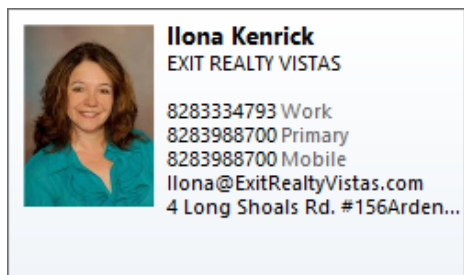 Ilona Kenrick
EXIT REALTY VISTAS
8283334793 Work
8283988700 Primary
8283988700 Mobile
Ilona@ExitRealtyVistas.com
4 Long Shoals Rd. #156Arden...